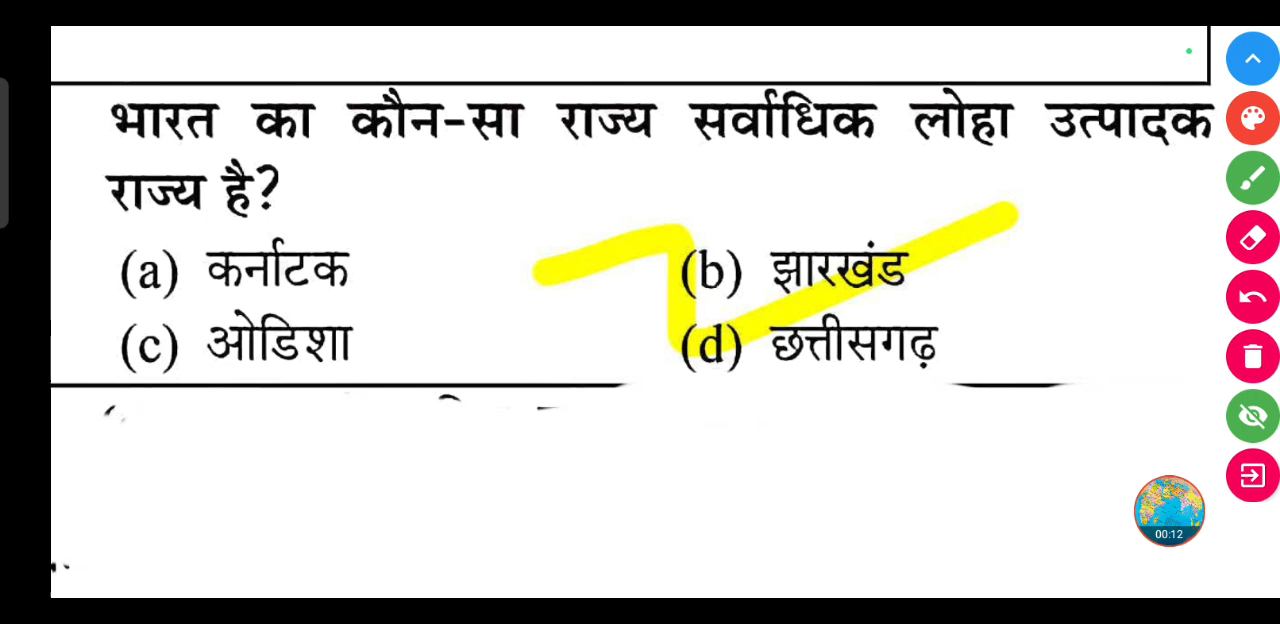 भारत का कौन-सा राज्य सर्वाधिक लोहा उत्पादक
राज्य है?
(a) कर्नाटक (b) झारखंड
(c) ओडिशा (d) छत्तीसगढ़
00:12